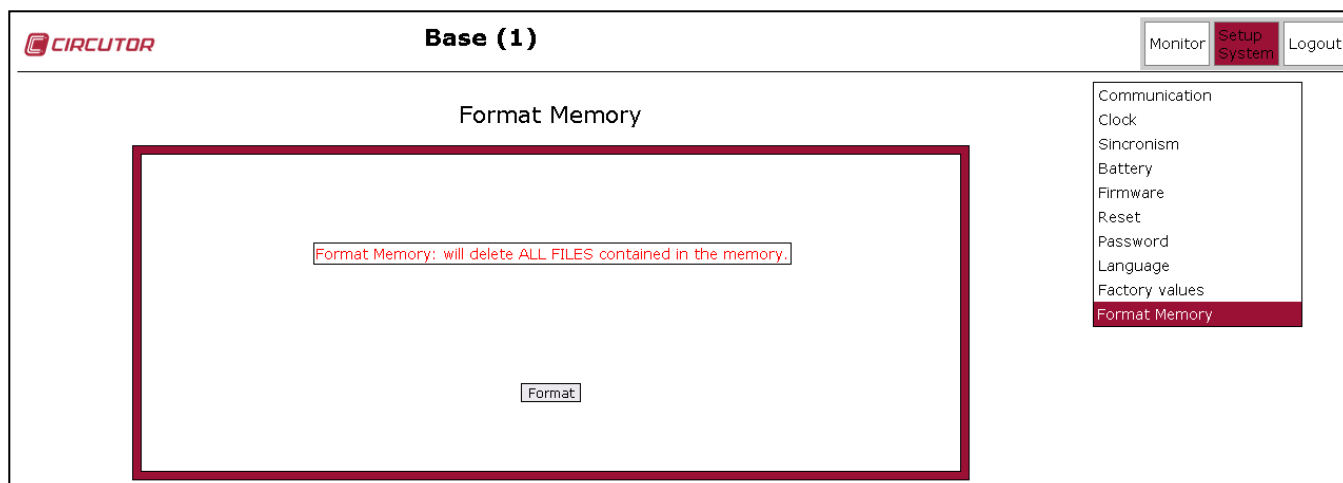 CIRCUTOR
Base (1)
Monitor
Setup
System
Logout
Format Memory
Format Memory: will delete ALL FILES contained in the memory.
Format
Communication
Clock
Sincronism
Battery
Firmware
Reset
Password
Language
Factory values
Format Memory